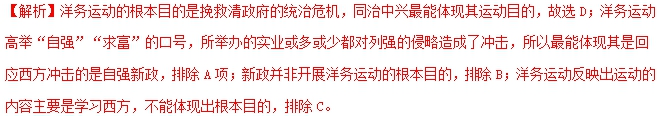 【解析】洋务运动的根本目的是挽救清政府的统治危机，同治中兴最能体现其运动目的，故选 D；洋务运动
高举“自强”“求富”的口号，所举办的实业或多或少都对列强的侵略造成了冲击，所以最能体现其是回
应西方冲击的是自强新政，排除 A 项；新政并非开展洋务运动的根本目的，排除 B；洋务运动反映出运动的
内容主要是学习西方，不能体现出根本目的，排除 C。